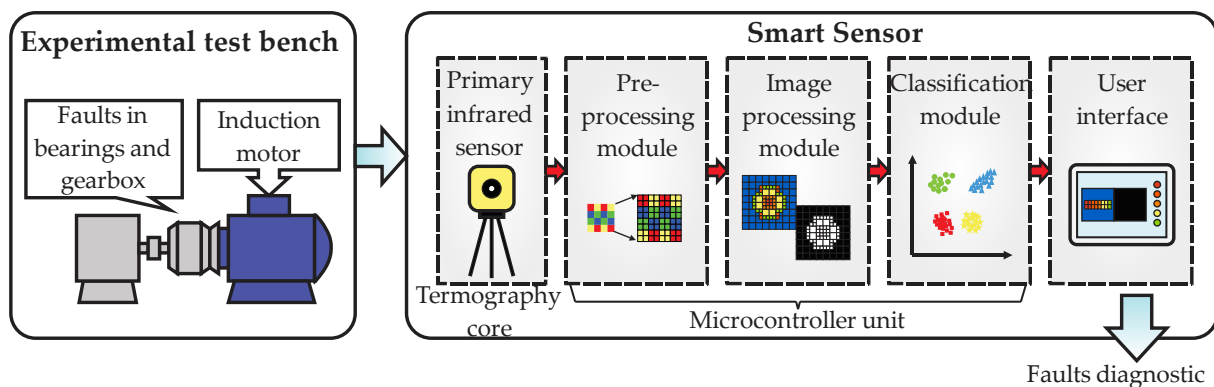 Experimental test bench
Faults in
bearings and
gearbox
Induction
motor
Smart Sensor
Primary
infrared
sensor
Termography
core
Pre-
processing
module
Image
processing
module
Classification
module
User
interface
Microcontroller unit
Faults diagnostic